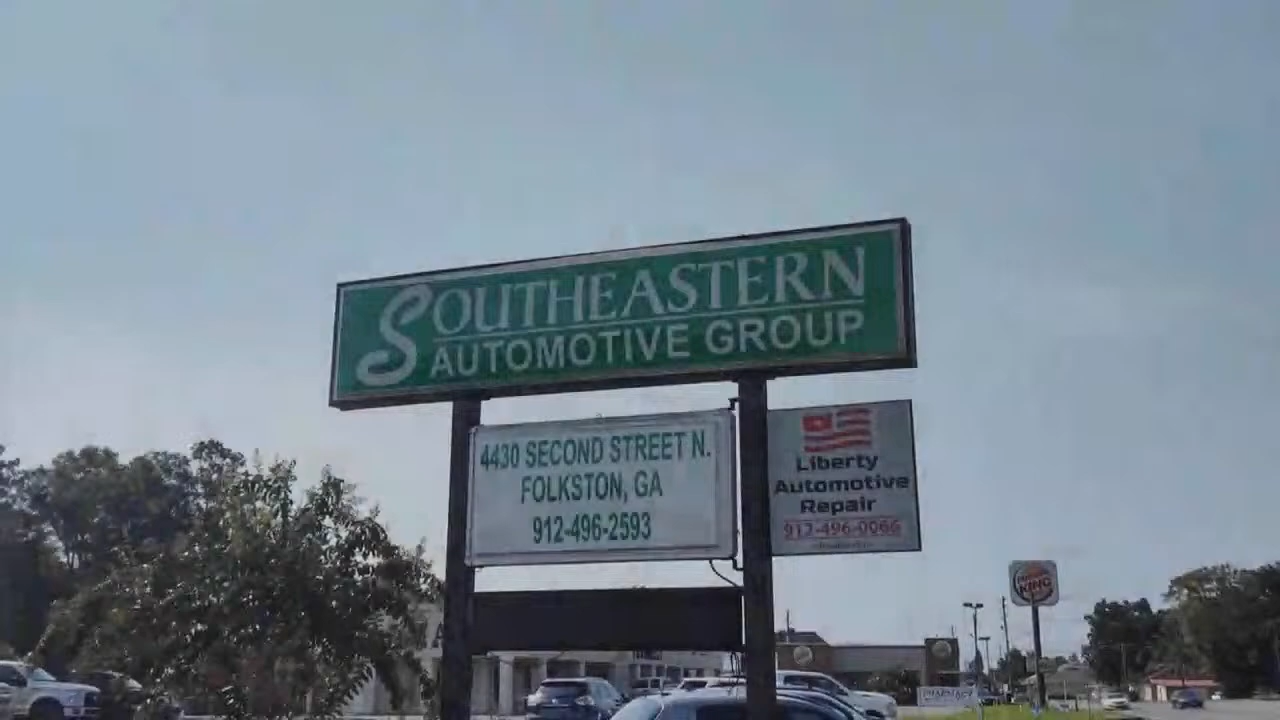 SOUTHEASTERN
AUTOMOTIVE GROUP
4430 SECOND STREET N.
FOLKSTON, GA
912-496-2593
Liberty
Automotive
Repair
912-496-0066
BURGER
KING
PHARMACY